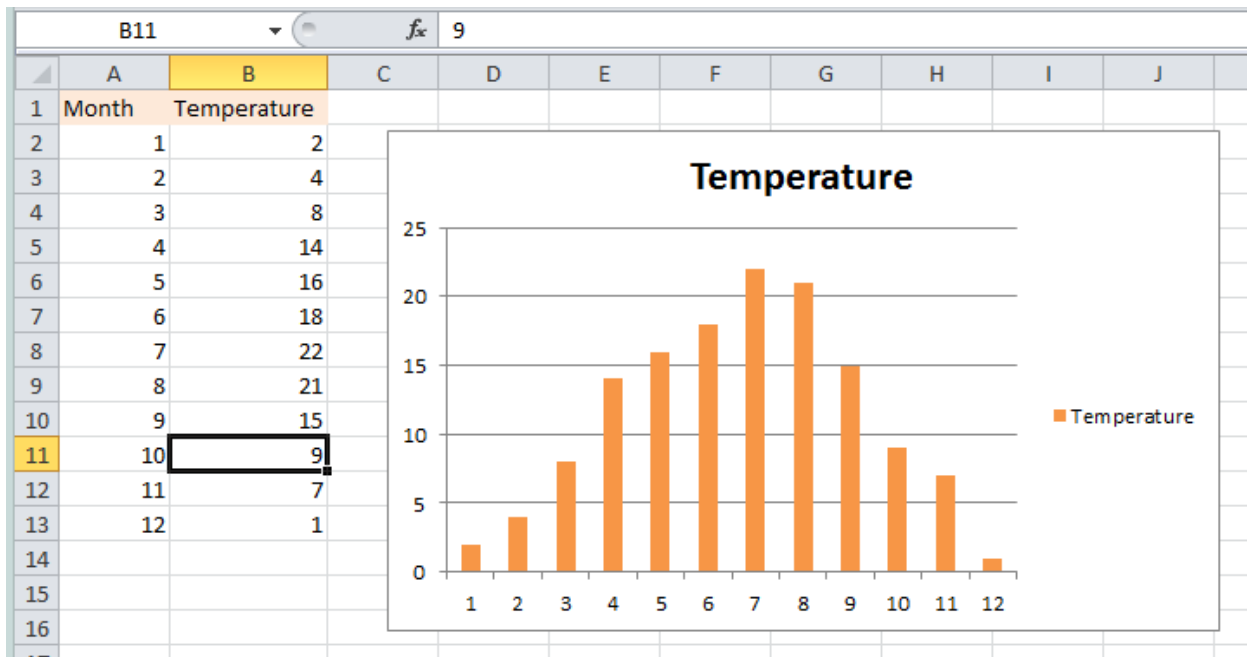 B11 fx 9
A B C D E F G H I J
1 Month Temperature
2 1 2
3 2 4
4 3 8
5 4 14
6 5 16
7 6 18
8 7 22
9 8 21
10 9 15
11 10 9
12 11 7
13 12 1
14
15
16
Temperature
25
20
15
10
5
0
1 2 3 4 5 6 7 8 9 10 11 12
Temperature